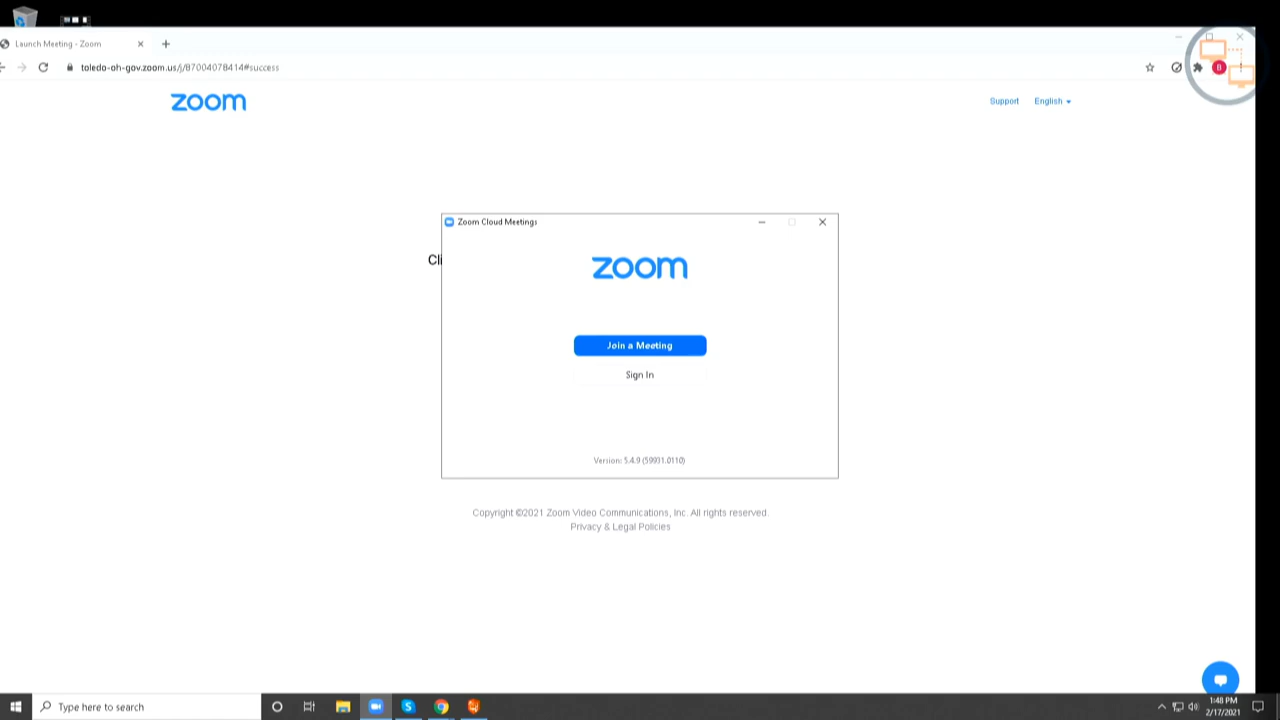 Launch Meeting - Zoom
toledo-oh-gov.zoom.us/j/87004078414#success
B
zoom
Support English
Zoom Cloud Meetings
Cli
zoom
Join a Meeting
Sign In
Version: 5.4.9 (59931.0110)
Copyright ©2021 Zoom Video Communications, Inc. All rights reserved.
Privacy & Legal Policies
Type here to search
1:48 PM
2/17/2021